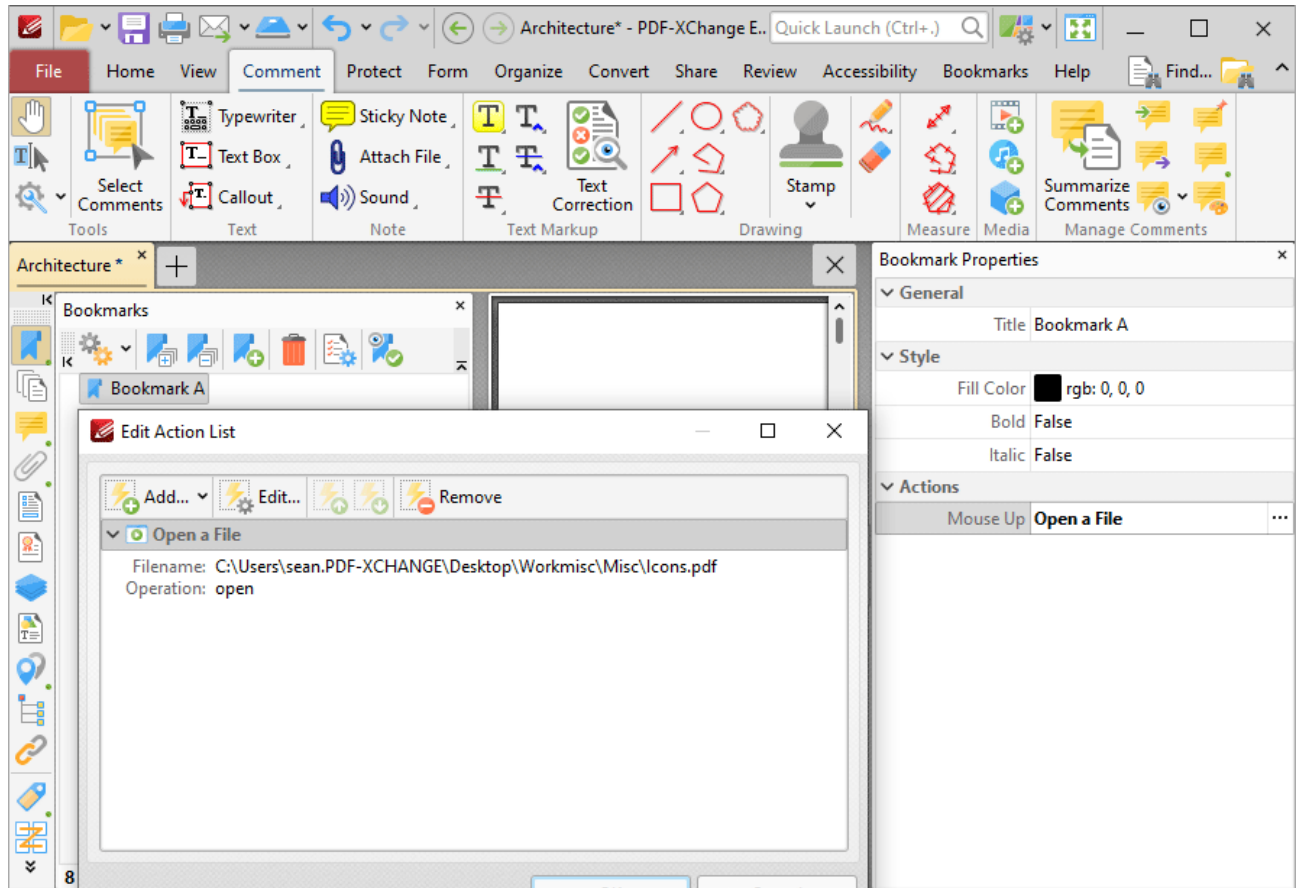 Architecture* - PDF-XChange E.. Quick Launch (Ctrl+.)
File Home View Comment Protect Form Organize Convert Share Review Accessibility Bookmarks Help Find...
Typewriter Sticky Note
Text Box Attach File
Select Comments Callout Sound Text Correction Stamp Summarize Comments
Tools Text Note Text Markup Drawing Measure Media Manage Comments
Architecture *
Bookmarks
Bookmark A
Edit Action List
Add... Edit... Remove
Open a File
Filename: C:\Users\sean.PDF-XCHANGE\Desktop\Workmisc\Misc\Icons.pdf
Operation: open
8
Bookmark Properties
General
Title Bookmark A
Style
Fill Color rgb: 0, 0, 0
Bold False
Italic False
Actions
Mouse Up Open a File ...